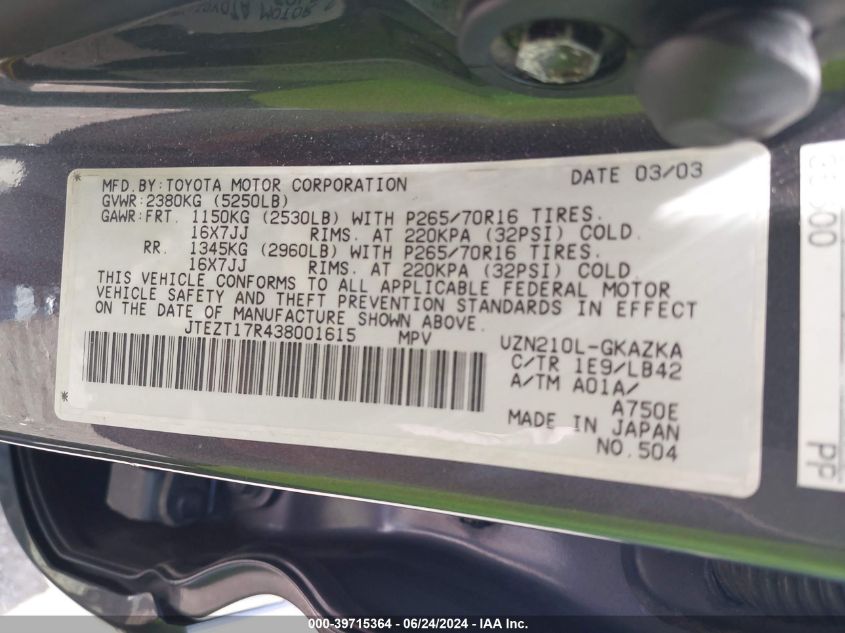 MFD.BY:TOYOTA MOTOR CORPORATION DATE 03/03
GVWR:2380KG (5250LB)
GAWR:FRT. 1150KG (2530LB) WITH P265/70R16 TIRES.
16X7JJ RIMS. AT 220KPA (32PSI) COLD.
RR. 1345KG (2960LB) WITH P265/70R16 TIRES.
16X7JJ RIMS. AT 220KPA (32PSI) COLD.
THIS VEHICLE CONFORMS TO ALL APPLICABLE FEDERAL MOTOR
VEHICLE SAFETY AND THEFT PREVENTION STANDARDS IN EFFECT
ON THE DATE OF MANUFACTURE SHOWN ABOVE.
JTEZT17R438001615 MPV UZN210L-GKAZKA
C/TR 1E9/LB42
A/TM A01A/
A750E
MADE IN JAPAN
NO.504
PP
000-39715364 - 06/24/2024 - IAA Inc.